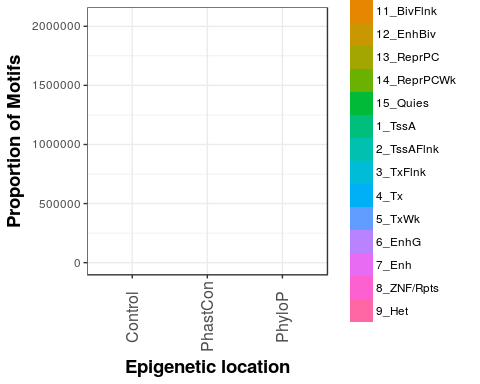 Proportion of Motifs
2000000
1500000
1000000
500000
0
Control
PhastCon
PhyloP
Epigenetic location
11_BivFlnk
12_EnhBiv
13_ReprPC
14_ReprPCWk
15_Quies
1_TssA
2_TssAFlnk
3_TxFlnk
4_Tx
5_TxWk
6_EnhG
7_Enh
8_ZNF/Rpts
9_Het